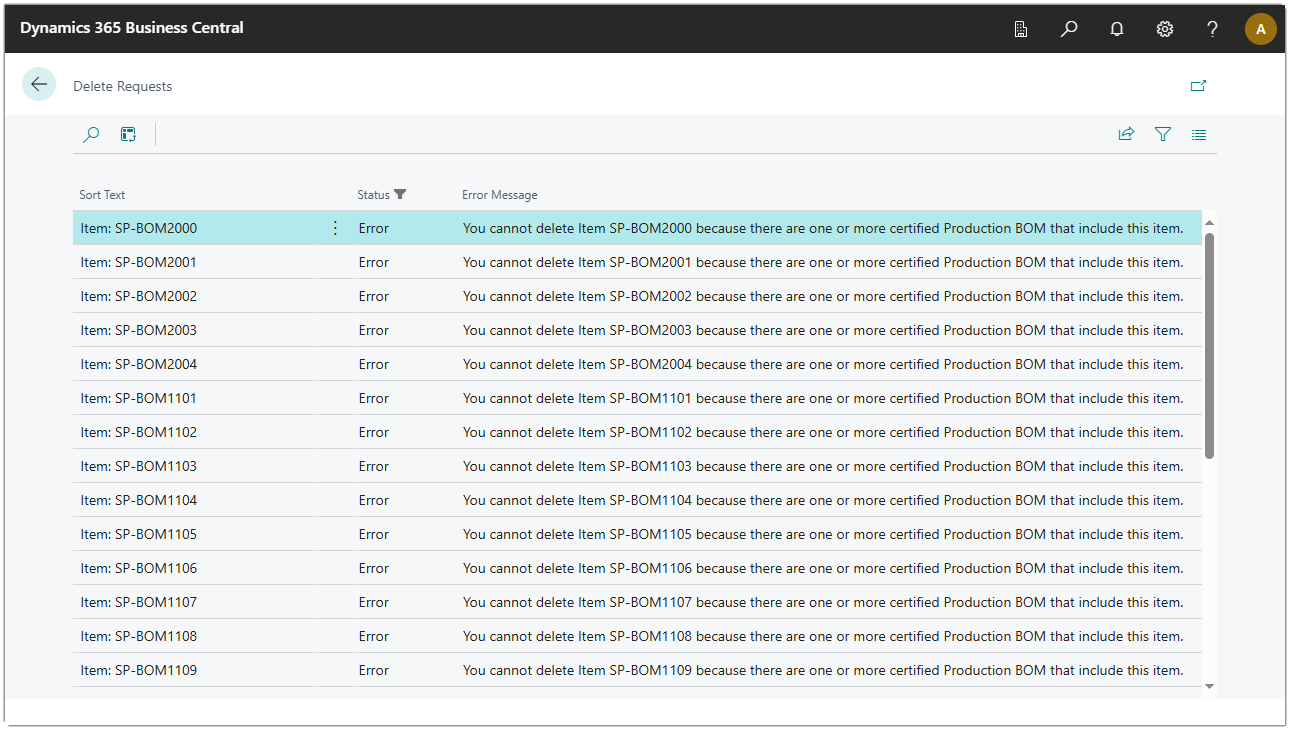 Dynamics 365 Business Central
A
Delete Requests
Sort Text Status Error Message
Item: SP-BOM2000 Error You cannot delete Item SP-BOM2000 because there are one or more certified Production BOM that include this item.
Item: SP-BOM2001 Error You cannot delete Item SP-BOM2001 because there are one or more certified Production BOM that include this item.
Item: SP-BOM2002 Error You cannot delete Item SP-BOM2002 because there are one or more certified Production BOM that include this item.
Item: SP-BOM2003 Error You cannot delete Item SP-BOM2003 because there are one or more certified Production BOM that include this item.
Item: SP-BOM2004 Error You cannot delete Item SP-BOM2004 because there are one or more certified Production BOM that include this item.
Item: SP-BOM1101 Error You cannot delete Item SP-BOM1101 because there are one or more certified Production BOM that include this item.
Item: SP-BOM1102 Error You cannot delete Item SP-BOM1102 because there are one or more certified Production BOM that include this item.
Item: SP-BOM1103 Error You cannot delete Item SP-BOM1103 because there are one or more certified Production BOM that include this item.
Item: SP-BOM1104 Error You cannot delete Item SP-BOM1104 because there are one or more certified Production BOM that include this item.
Item: SP-BOM1105 Error You cannot delete Item SP-BOM1105 because there are one or more certified Production BOM that include this item.
Item: SP-BOM1106 Error You cannot delete Item SP-BOM1106 because there are one or more certified Production BOM that include this item.
Item: SP-BOM1107 Error You cannot delete Item SP-BOM1107 because there are one or more certified Production BOM that include this item.
Item: SP-BOM1108 Error You cannot delete Item SP-BOM1108 because there are one or more certified Production BOM that include this item.
Item: SP-BOM1109 Error You cannot delete Item SP-BOM1109 because there are one or more certified Production BOM that include this item.